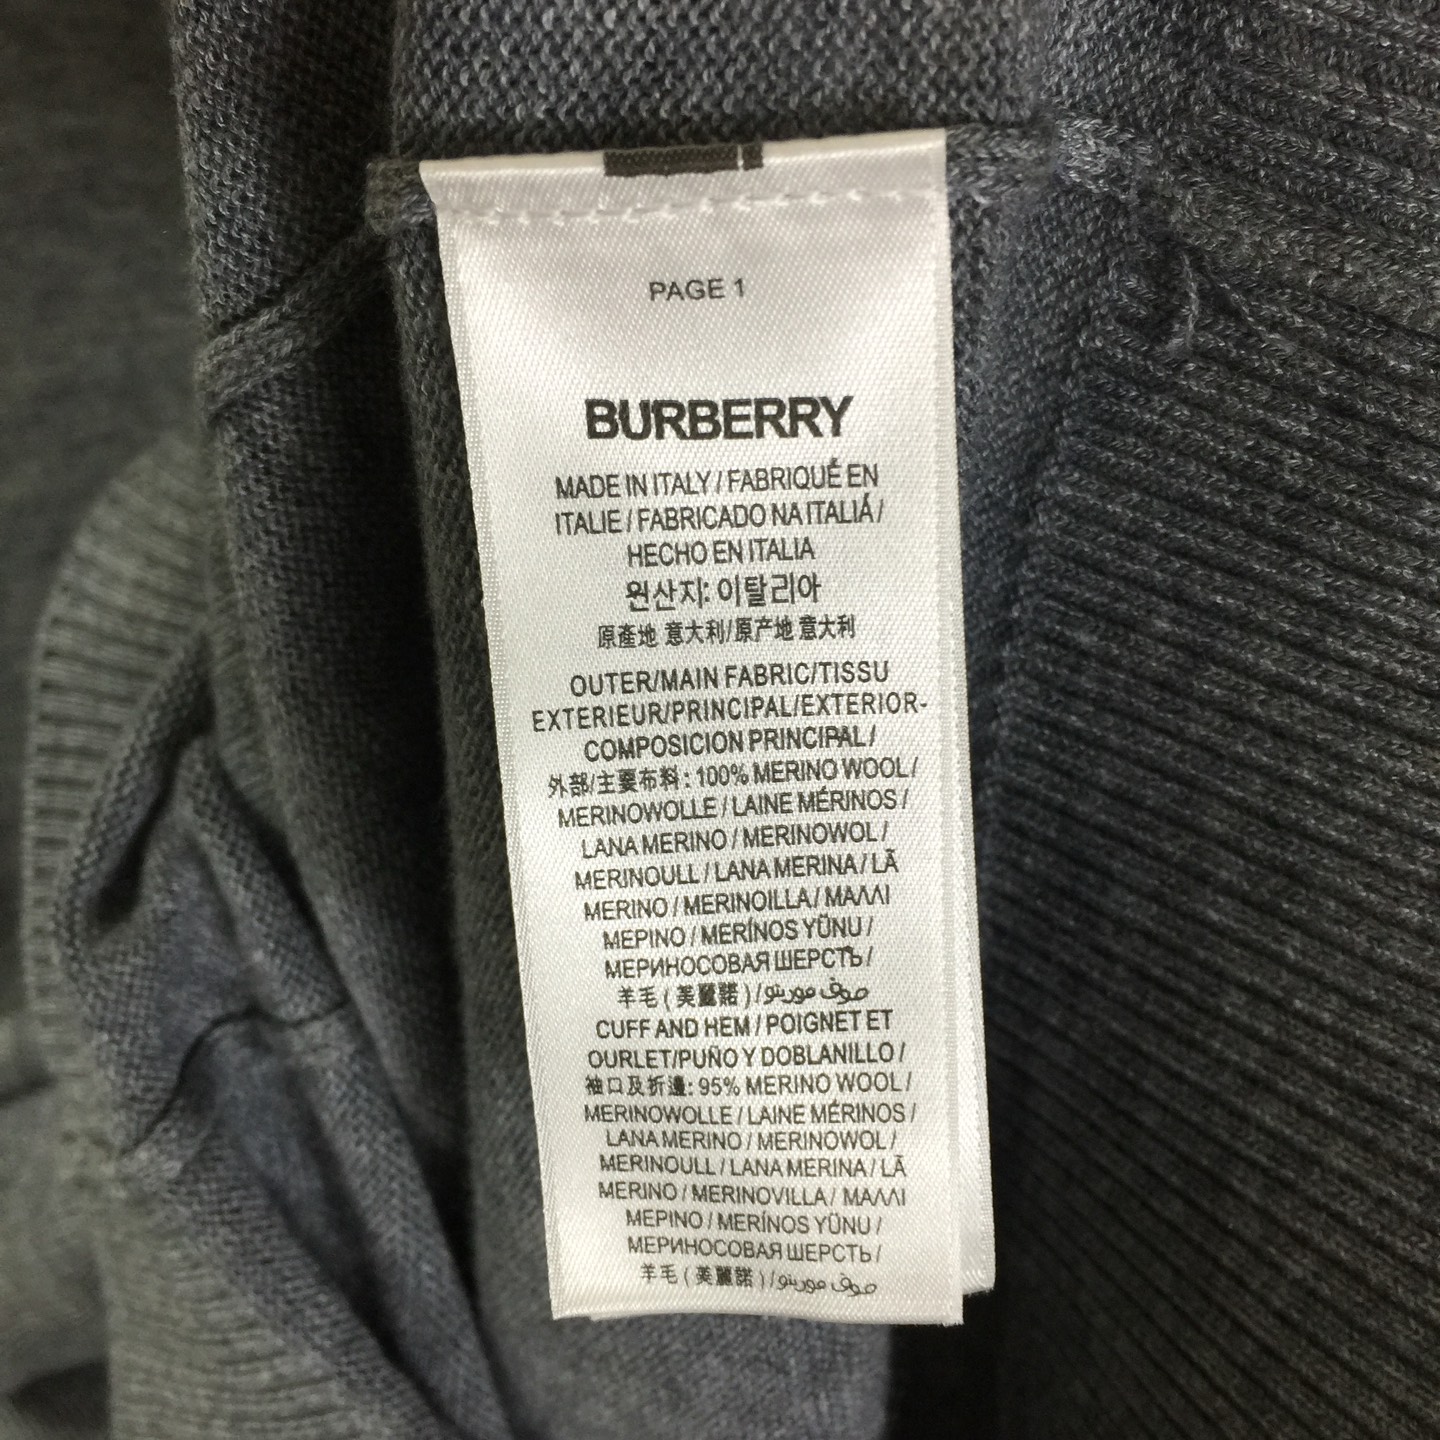 PAGE 1
BURBERRY
MADE IN ITALY / FABRIQUÉ EN
ITALIE / FABRICADO NA ITALIÁ /
HECHO EN ITALIA
원산지: 이탈리아
原產地 意大利/原产地 意大利
OUTER/MAIN FABRIC/TISSU
EXTERIEUR/PRINCIPAL/EXTERIOR-
COMPOSICION PRINCIPAL /
外部/主要布料 : 100% MERINO WOOL /
MERINOWOLLE / LAINE MÉRINOS /
LANA MERINO / MERINOWOL /
MERINOULL / LANA MERINA / LÃ
MERINO / MERINOILLA / ΜΑΛΛΙ
ΜΕΡΙΝΟ / MERÍNOS YÜNU /
МЕРИНОСОВАЯ ШЕРСТЬ /
羊毛 ( 美麗諾 ) / صوف مورينو
CUFF AND HEM / POIGNET ET
OURLET/PUÑO Y DOBLANILLO /
袖口及折邊: 95% MERINO WOOL /
MERINOWOLLE / LAINE MÉRINOS /
LANA MERINO / MERINOWOL /
MERINOULL / LANA MERINA / LÃ
MERINO / MERINOVILLA / ΜΑΛΛΙ
ΜΕΡΙΝΟ / MERÍNOS YÜNU /
МЕРИНОСОВАЯ ШЕРСТЬ /
羊毛 ( 美麗諾 ) / صوف مورينو